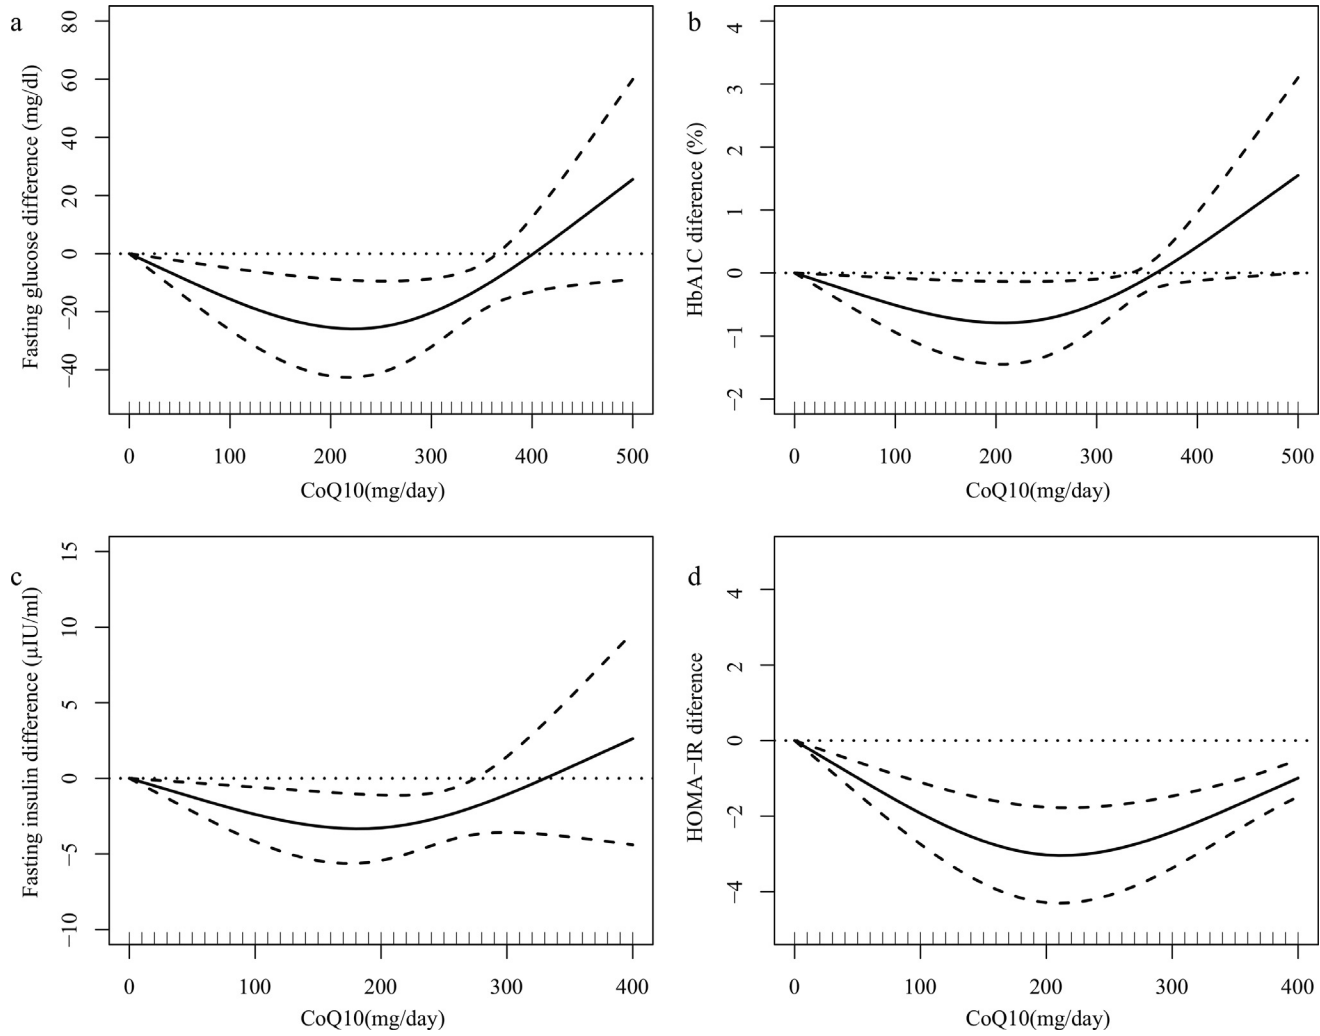 a
Fasting glucose difference (mg/dl)
80
60
40
20
0
−20
−40
0 100 200 300 400 500
CoQ10(mg/day)
b
HbA1C diference (%)
4
3
2
1
0
−1
−2
0 100 200 300 400 500
CoQ10(mg/day)
c
Fasting insulin difference (μIU/ml)
15
10
5
0
−5
−10
0 100 200 300 400
CoQ10(mg/day)
d
HOMA−IR diference
4
2
0
−2
−4
0 100 200 300 400
CoQ10(mg/day)